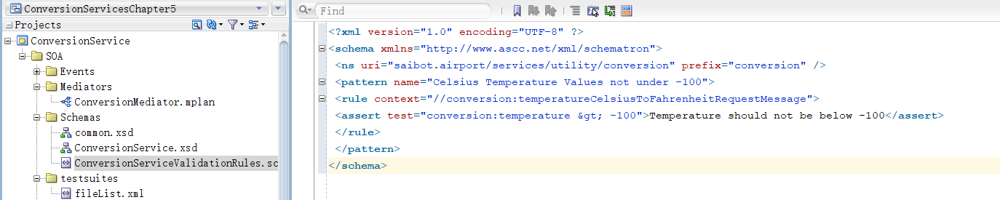 ConversionServicesChapter5
Projects
ConversionService
SOA
Events
Mediators
ConversionMediator.mplan
Schemas
common.xsd
ConversionService.xsd
ConversionServiceValidationRules.sc
testsuites
fileList.xml
Find
<?xml version="1.0" encoding="UTF-8" ?>
<schema xmlns="http://www.ascc.net/xml/schematron">
<ns uri="saibot.airport/services/utility/conversion" prefix="conversion" />
<pattern name="Celsius Temperature Values not under -100">
<rule context="//conversion:temperatureCelsiusToFahrenheitRequestMessage">
<assert test="conversion:temperature &gt; -100">Temperature should not be below -100</assert>
</rule>
</pattern>
</schema>